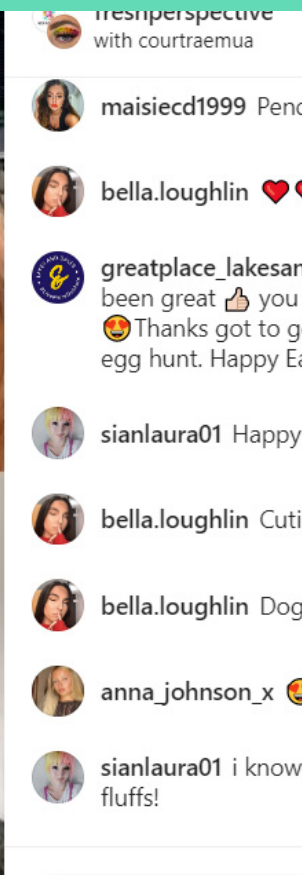 freshperspective
with courtraemua
maisiecd1999 Penc
bella.loughlin ❤️
greatplace_lakesan
been great 👍🏻 you
😍Thanks got to g
egg hunt. Happy Ea
sianlaura01 Happy
bella.loughlin Cuti
bella.loughlin Dog
anna_johnson_x 😍
sianlaura01 i know
fluffs!